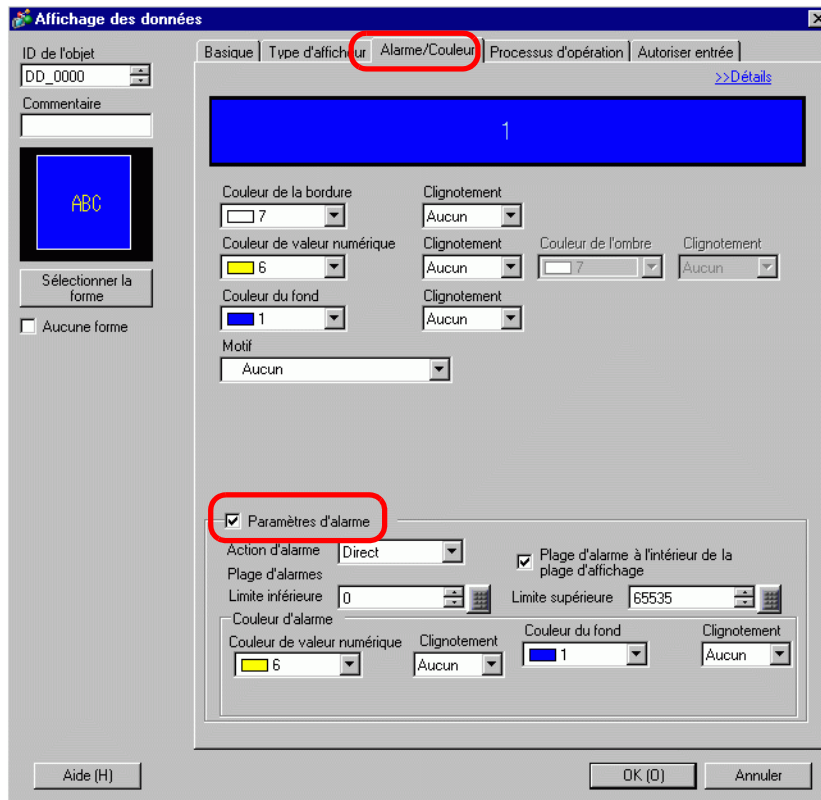 Affichage des données
ID de l'objet
DD_0000
Commentaire
ABC
Sélectionner la
forme
Aucune forme
Basique Type d'afficheur Alarme/Couleur Processus d'opération Autoriser entrée
>>Détails
1
Couleur de la bordure Clignotement
7 Aucun
Couleur de valeur numérique Clignotement Couleur de l'ombre Clignotement
6 Aucun 7 Aucun
Couleur du fond Clignotement
1 Aucun
Motif
Aucun
Paramètres d'alarme
Action d'alarme Direct
Plage d'alarme à l'intérieur de la
plage d'affichage
Plage d'alarmes
Limite inférieure 0 Limite supérieure 65535
Couleur d'alarme
Couleur de valeur numérique Clignotement Couleur du fond Clignotement
6 Aucun 1 Aucun
Aide (H) OK (O) Annuler